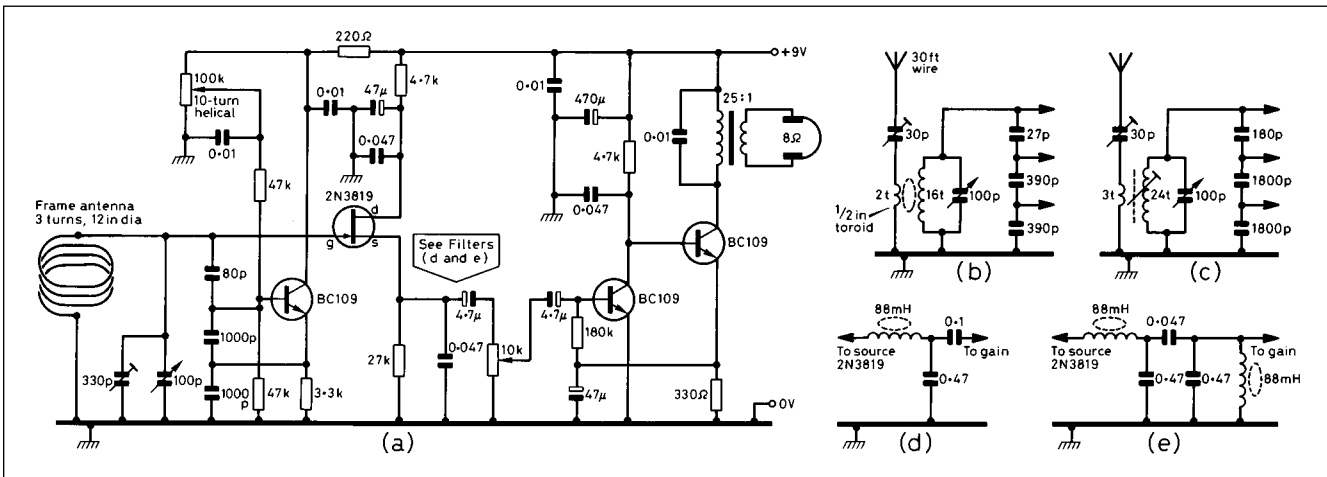 220Ω
+9V
100k
10-turn
helical
0·01
47k
0·01
47μ
4·7k
0·047
2N3819
d
g
s
Frame antenna
3 turns, 12in dia
80p
BC109
1000p
330p
100p
1000
p
47k
3·3k
27k
See Filters
(d and e)
4·7μ
0·047
10k
4·7μ
BC109
180k
47μ
0·01
470μ
4·7k
0·047
0·01
25:1
8Ω
BC109
330Ω
0V
(a)
30ft
wire
30p
2t
16t
100p
1/2 in
toroid
27p
390p
390p
(b)
30p
3t
24t
100p
180p
1800p
1800p
(c)
88mH
0·1
To source
2N3819
To gain
0·47
(d)
88mH
0·047
To source
2N3819
To gain
0·47
0·47
88mH
(e)